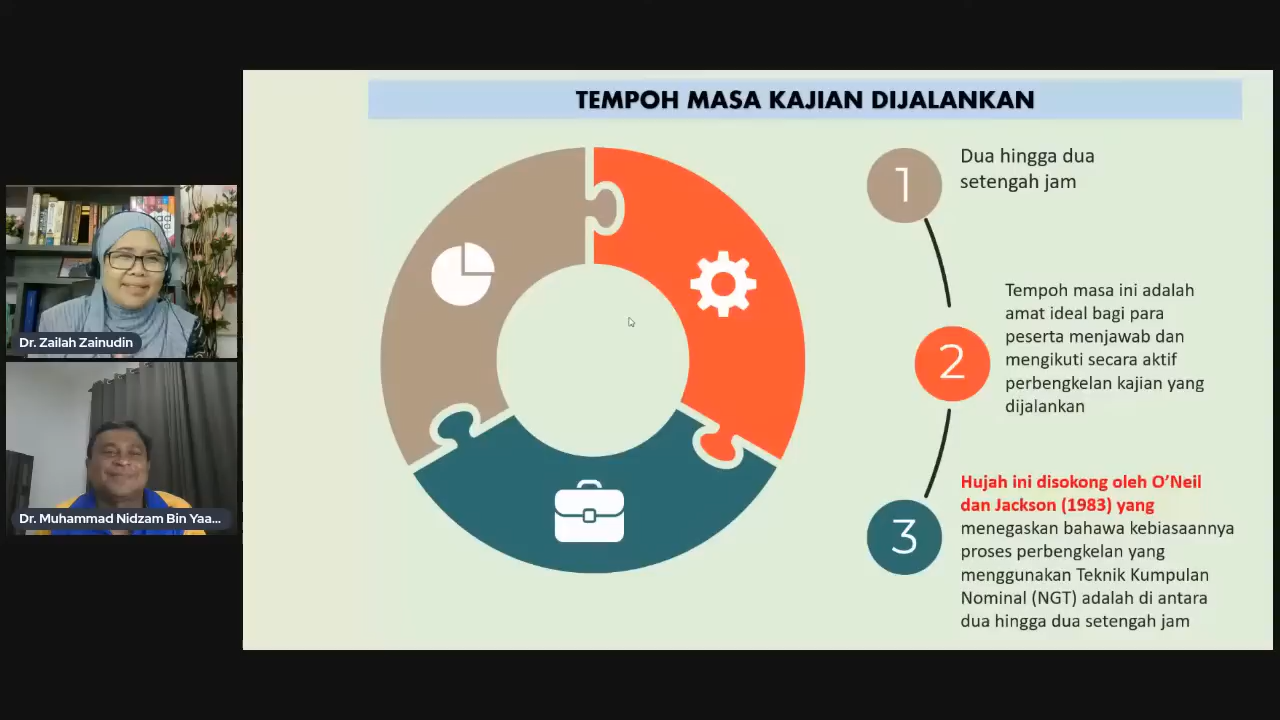 TEMPOH MASA KAJIAN DIJALANKAN
1
Dua hingga dua
setengah jam
2
Tempoh masa ini adalah
amat ideal bagi para
peserta menjawab dan
mengikuti secara aktif
perbengkelan kajian yang
dijalankan
3
Hujah ini disokong oleh O’Neil
dan Jackson (1983) yang
menegaskan bahawa kebiasaannya
proses perbengkelan yang
menggunakan Teknik Kumpulan
Nominal (NGT) adalah di antara
dua hingga dua setengah jam
Dr. Zailah Zainudin
Dr. Muhammad Nidzam Bin Yaa...